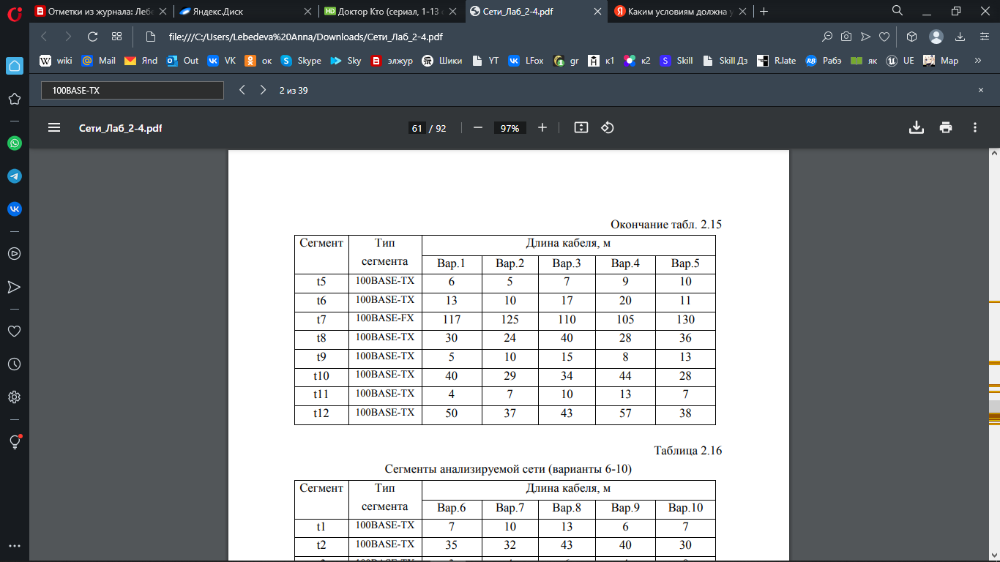 Отметки из журнала: Лебе
Яндекс.Диск
Доктор Кто (сериал, 1-13
Сети_Лаб_2-4.pdf
Каким условиям должна
file:///C:/Users/Lebedeva%20Anna/Downloads/Сети_Лаб_2-4.pdf
wiki Mail Янд Out VK ок Skype Sky элжур Шики YT LFox gr к1 к2 Skill Skill Дз R.late Рабэ як UE Map »
100BASE-TX
2 из 39
Сети_Лаб_2-4.pdf
61 / 92
97%
Окончание табл. 2.15
Сегмент Тип сегмента Длина кабеля, м
Вар.1 Вар.2 Вар.3 Вар.4 Вар.5
t5 100BASE-TX 6 5 7 9 10
t6 100BASE-TX 13 10 17 20 11
t7 100BASE-FX 117 125 110 105 130
t8 100BASE-TX 30 24 40 28 36
t9 100BASE-TX 5 10 15 8 13
t10 100BASE-TX 40 29 34 44 28
t11 100BASE-TX 4 7 10 13 7
t12 100BASE-TX 50 37 43 57 38
Таблица 2.16
Сегменты анализируемой сети (варианты 6-10)
Сегмент Тип сегмента Длина кабеля, м
Вар.6 Вар.7 Вар.8 Вар.9 Вар.10
t1 100BASE-TX 7 10 13 6 7
t2 100BASE-TX 35 32 43 40 30